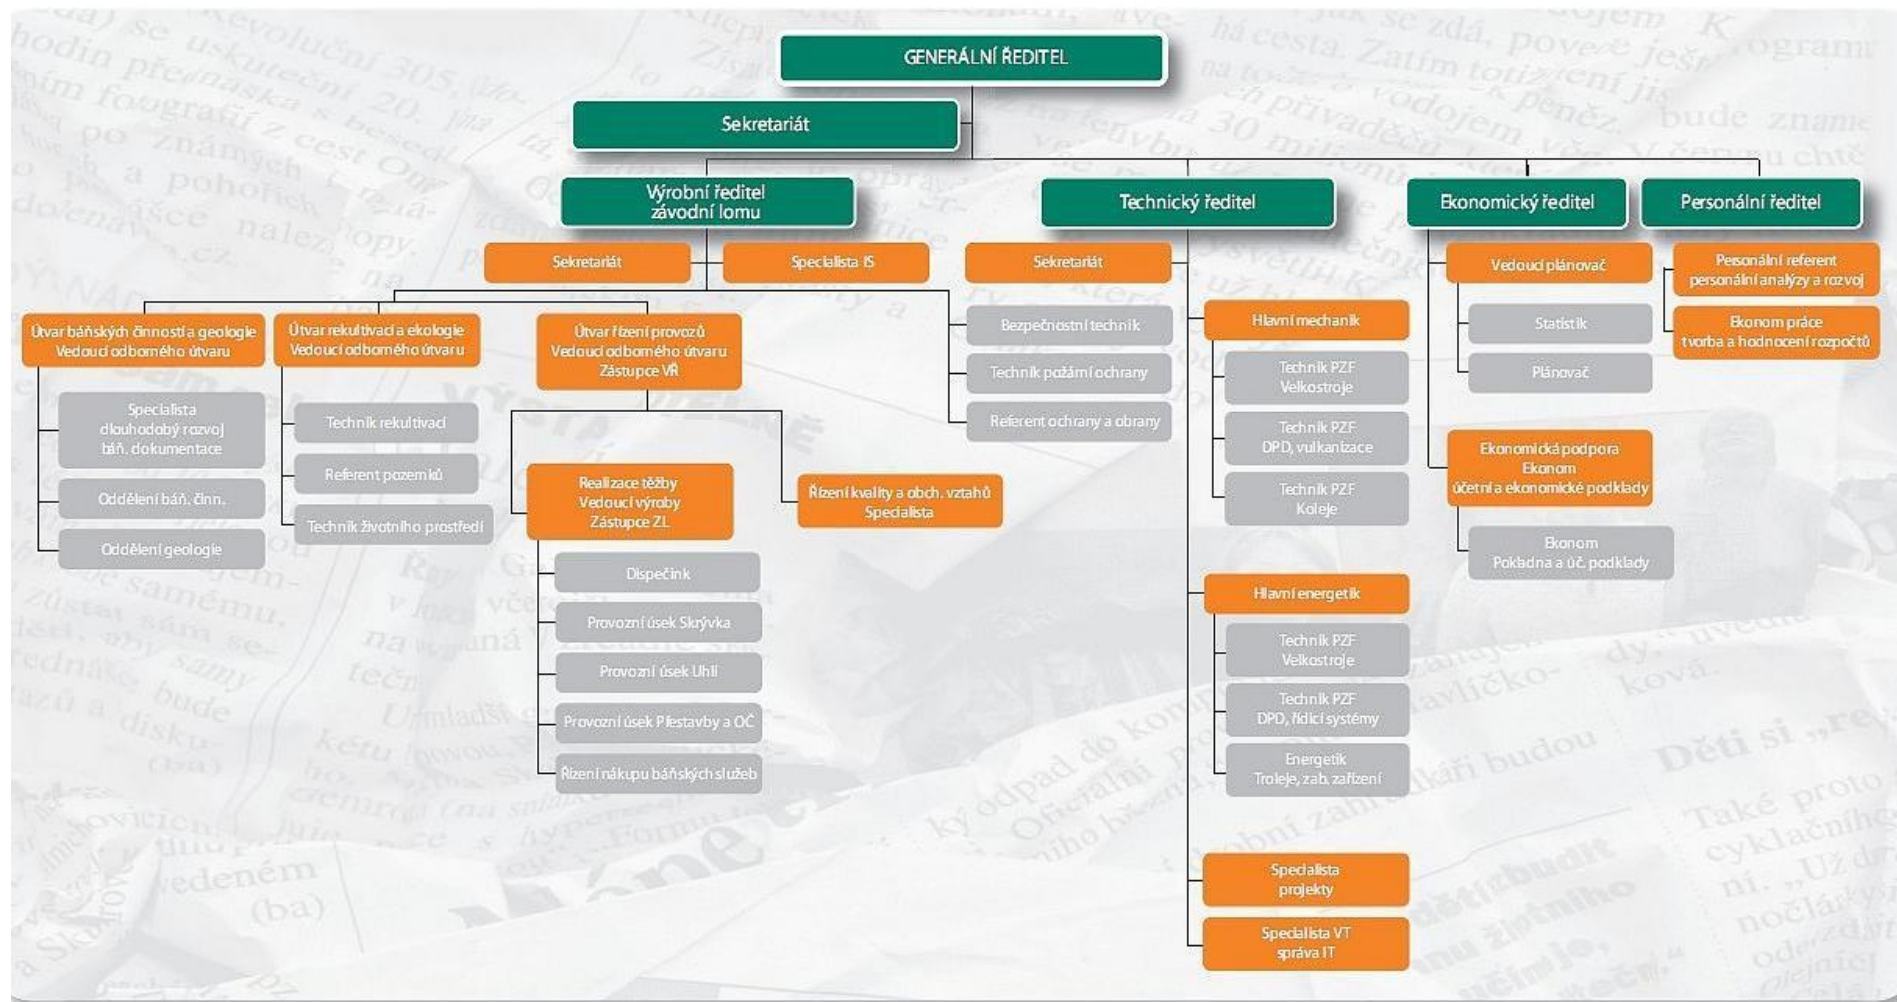 GENERÁLNÍ ŘEDITEL
Sekretariát
Výrobní ředitel
závodní lomu
Technický ředitel
Ekonomický ředitel
Personální ředitel
Sekretariát
Specialista IS
Sekretariát
Vedoucí plánovač
Personální referent
personální analýzy a rozvoj
Útvar báňských činností a geologie
Vedoucí odborného útvaru
Útvar rekultivací a ekologie
Vedoucí odborného útvaru
Útvar řízení provozů
Vedoucí odborného útvaru
Zástupce VŘ
Bezpečnostní technik
Technik požární ochrany
Referent ochrany a obrany
Hlavní mechanik
Technik PZF
Velkostroje
Technik PZF
DPD, vulkanizace
Technik PZF
Koleje
Statistik
Plánovač
Ekonom práce
tvorba a hodnocení rozpočtů
Specialista
dlouhodobý rozvoj
báň. dokumentace
Oddělení báň. činn.
Oddělení geologie
Technik rekultivací
Referent pozemků
Technik životního prostředí
Realizace těžby
Vedoucí výroby
Zástupce ZL
Řízení kvality a obch. vztahů
Specialista
Ekonomická podpora
Ekonom
účetní a ekonomické podklady
Ekonom
Pokladna a úč. podklady
Dispečink
Provozní úsek Skrývka
Provozní úsek Uhlí
Provozní úsek Přestavby a OČ
Řízení nákupu báňských služeb
Hlavní energetik
Technik PZF
Velkostroje
Technik PZF
DPD, řídicí systémy
Energetik
Troleje, zab. zařízení
Specialista
projekty
Specialista VT
správa IT